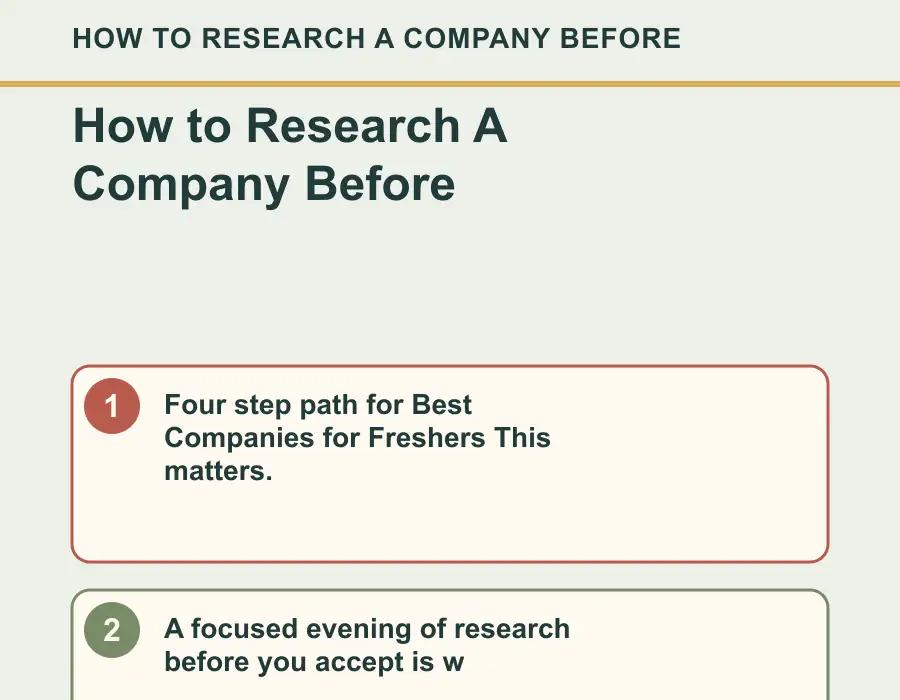 HOW TO RESEARCH A COMPANY BEFORE
How to Research A
Company Before
1
Four step path for Best
Companies for Freshers This
matters.
2
A focused evening of research
before you accept is w